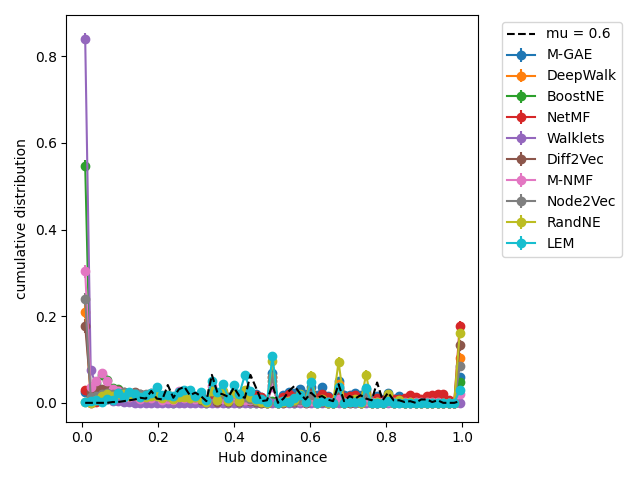 0.8
0.6
0.4
0.2
0.0
cumulative distribution
0.0 0.2 0.4 0.6 0.8 1.0
Hub dominance
mu = 0.6
M-GAE
DeepWalk
BoostNE
NetMF
Walklets
Diff2Vec
M-NMF
Node2Vec
RandNE
LEM